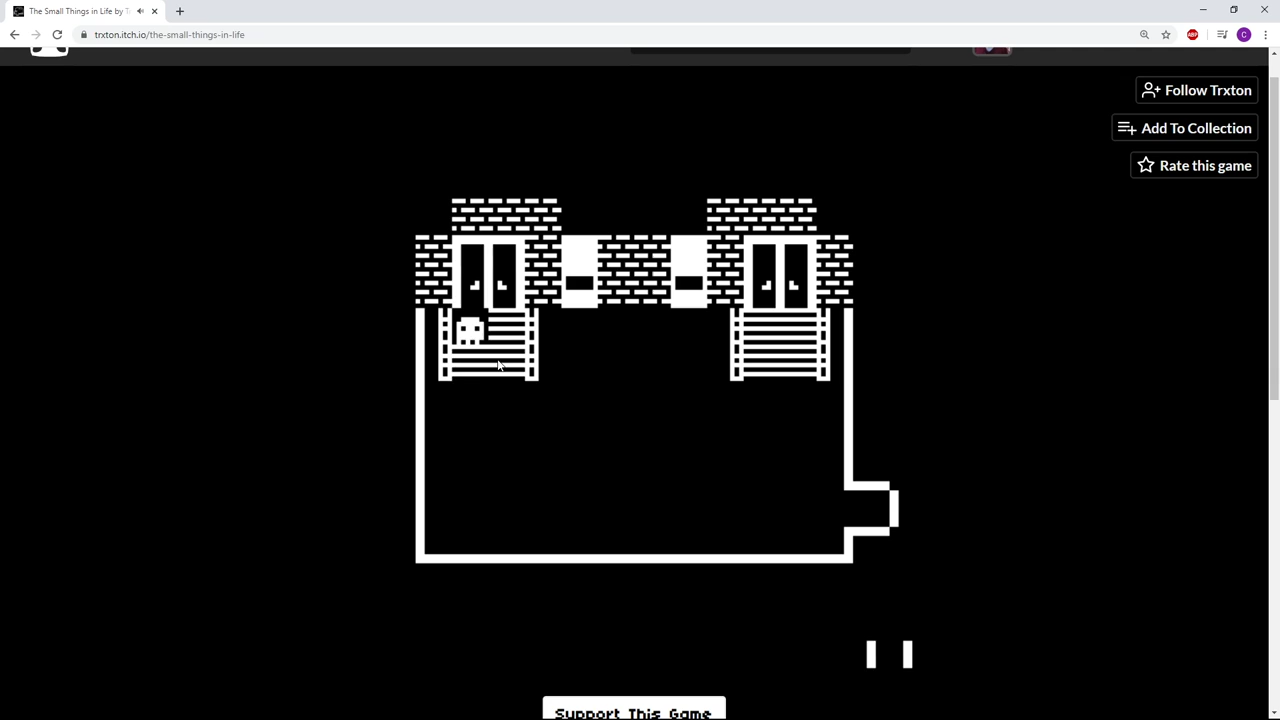 The Small Things in Life by T
trxton.itch.io/the-small-things-in-life
ABP
C
Follow Trxton
Add To Collection
Rate this game
Support This Game